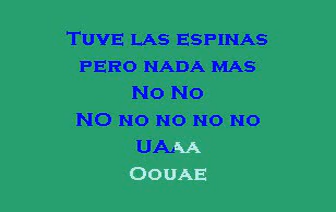 Tuve las espinas
pero nada mas
No No
NO no no no no
UAaa
Oouae